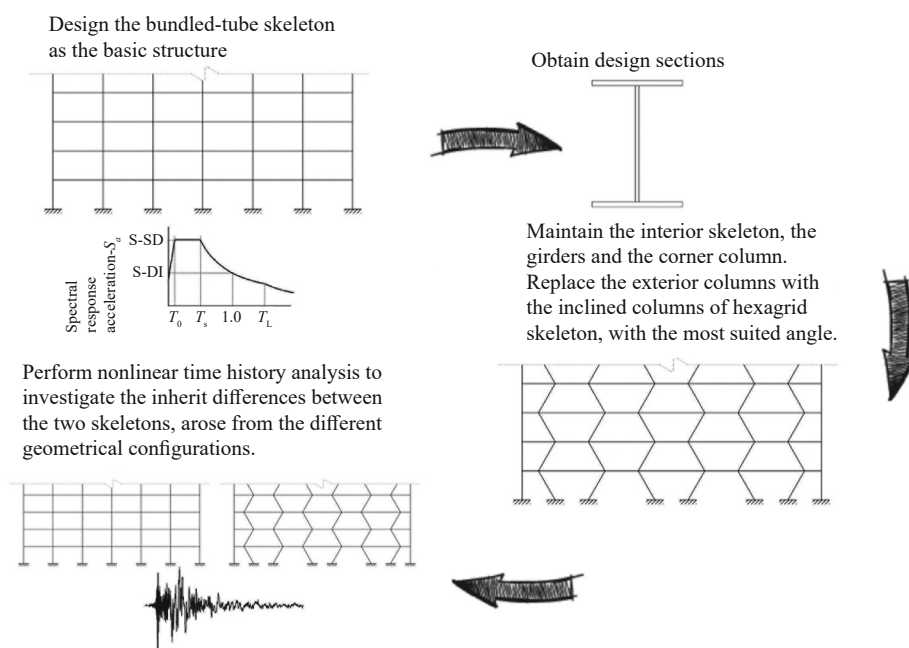 Design the bundled-tube skeleton
as the basic structure
Spectral
response
acceleration-Sa
S-SD
S-DI
T0 Ts 1.0 TL
Obtain design sections
Maintain the interior skeleton, the
girders and the corner column.
Replace the exterior columns with
the inclined columns of hexagrid
skeleton, with the most suited angle.
Perform nonlinear time history analysis to
investigate the inherit differences between
the two skeletons, arose from the different
geometrical configurations.